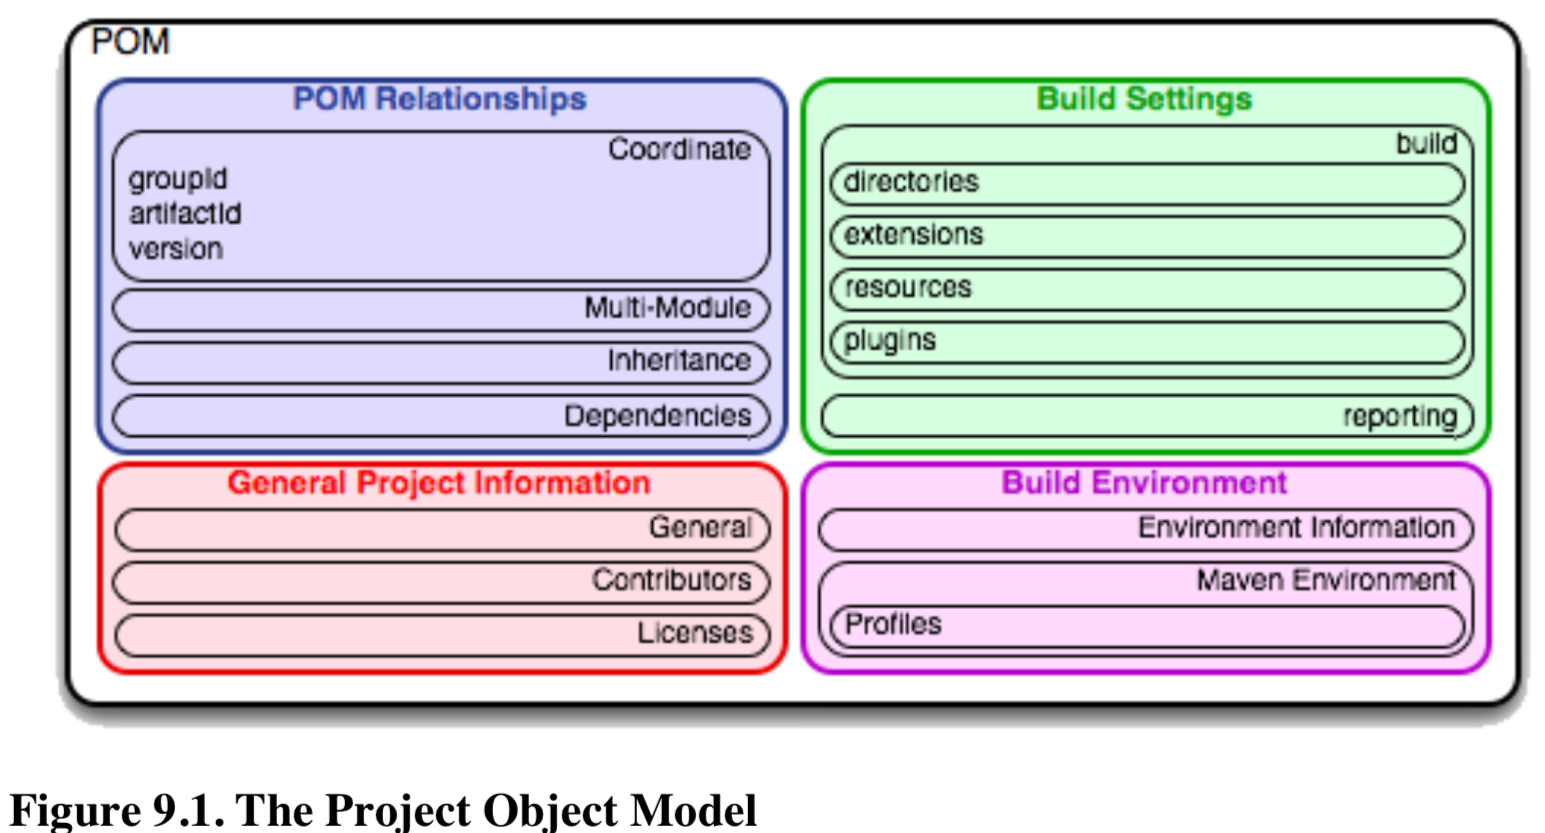 POM
POM Relationships
Coordinate
groupId
artifactId
version
Multi-Module
Inheritance
Dependencies
Build Settings
build
directories
extensions
resources
plugins
reporting
General Project Information
General
Contributors
Licenses
Build Environment
Environment Information
Maven Environment
Profiles
Figure 9.1. The Project Object Model